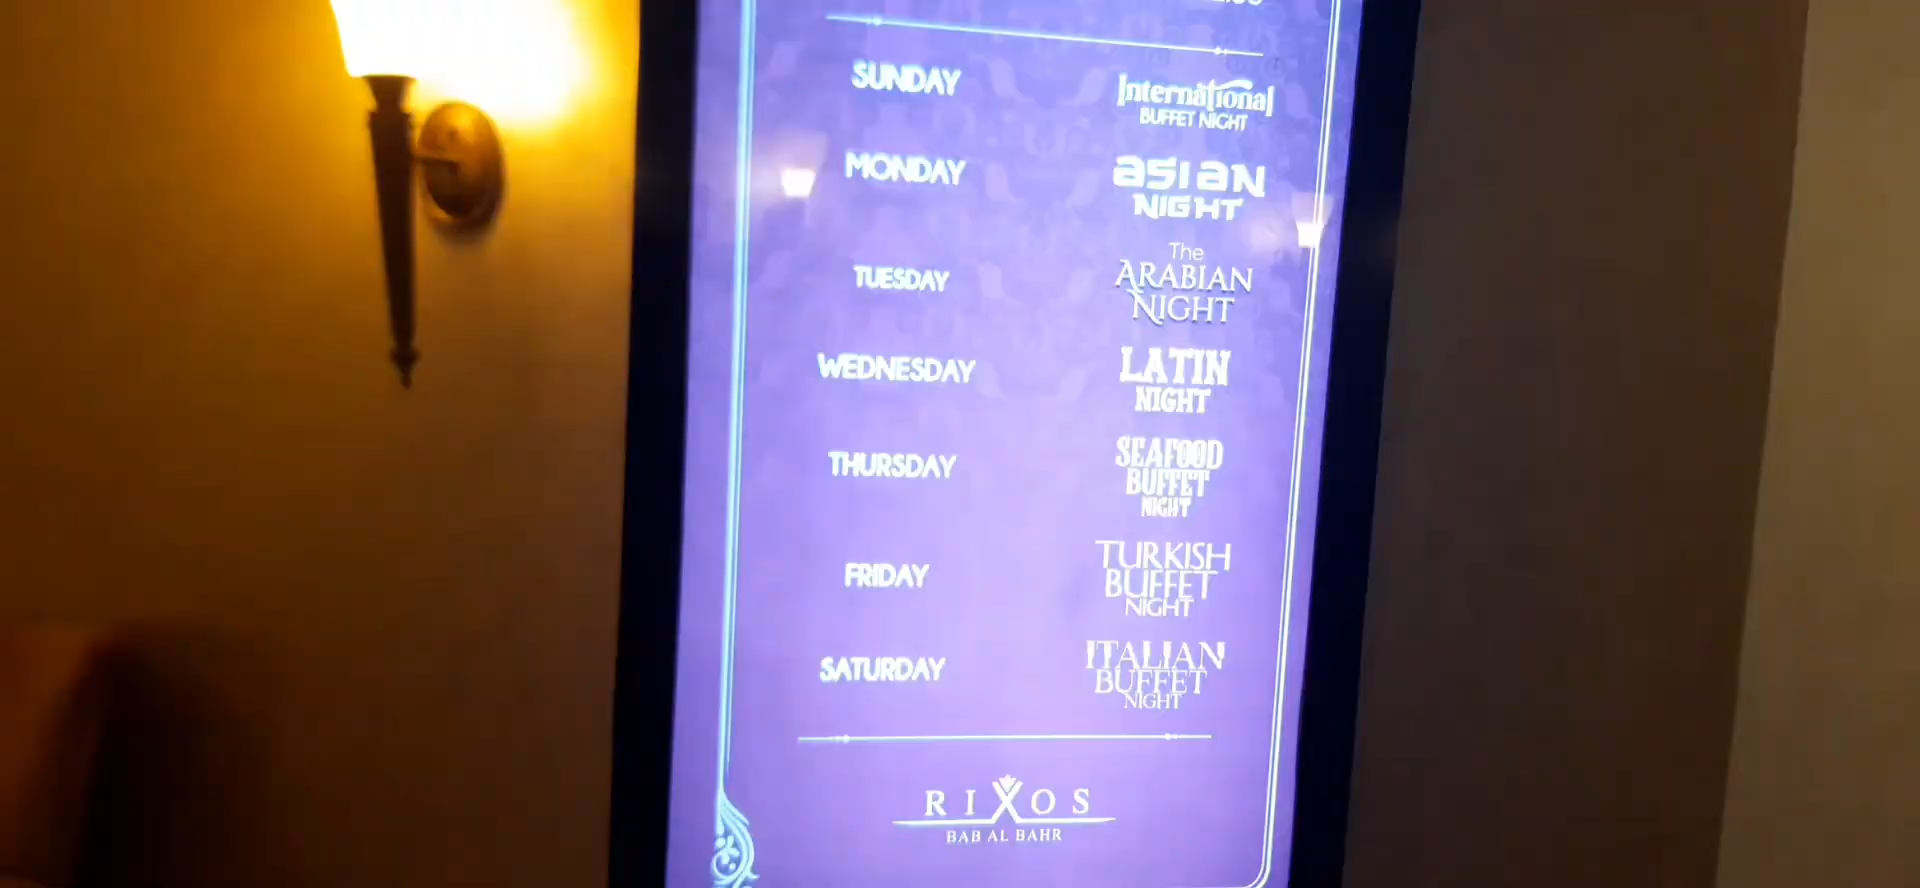 SUNDAY
International
BUFFET NIGHT
MONDAY
ASIAN
NIGHT
TUESDAY
The
ARABIAN
NIGHT
WEDNESDAY
LATIN
NIGHT
THURSDAY
SEAFOOD
BUFFET
NIGHT
FRIDAY
TURKISH
BUFFET
NIGHT
SATURDAY
ITALIAN
BUFFET
NIGHT
RIXOS
BAB AL BAHR